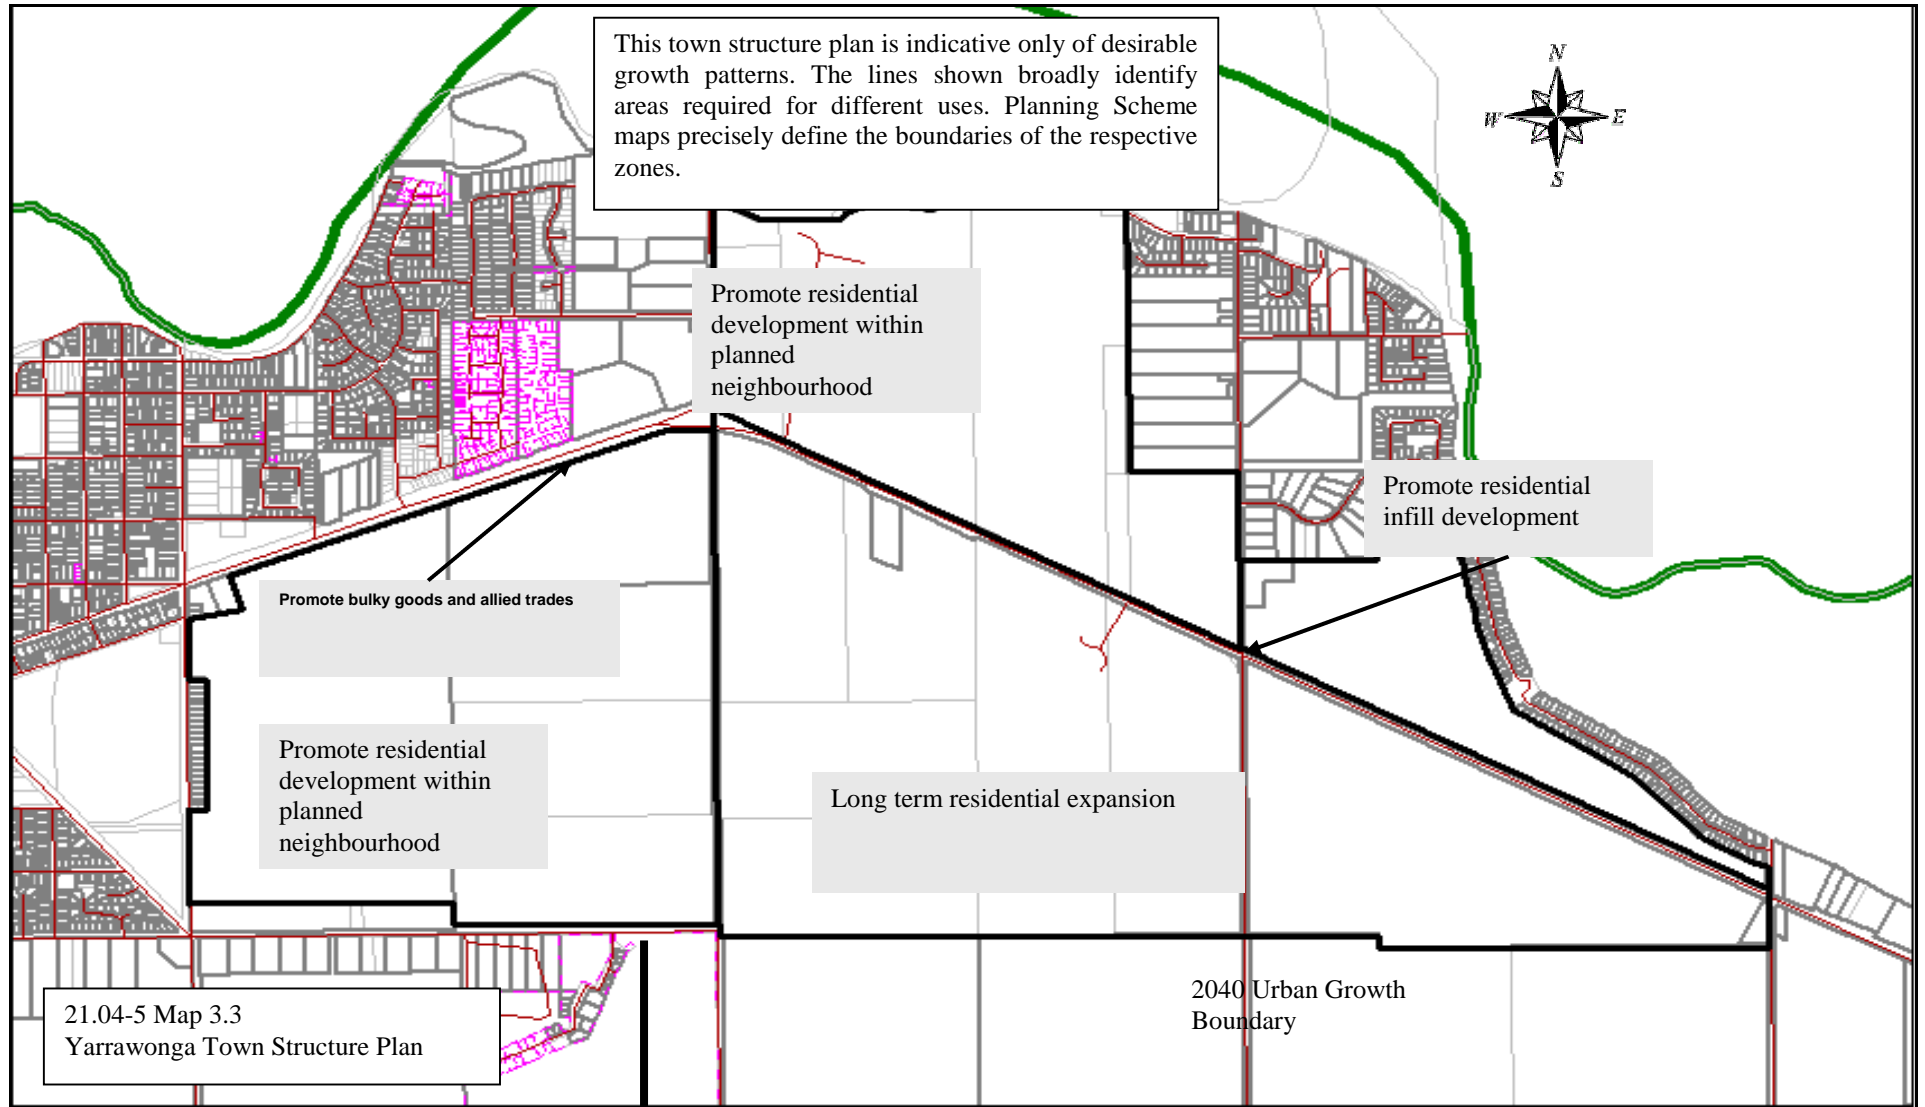 This town structure plan is indicative only of desirable
growth patterns. The lines shown broadly identify
areas required for different uses. Planning Scheme
maps precisely define the boundaries of the respective
zones.
N
W
E
S
Promote residential
development within
planned
neighbourhood
Promote residential
infill development
Promote bulky goods and allied trades
Promote residential
development within
planned
neighbourhood
Long term residential expansion
2040 Urban Growth
Boundary
21.04-5 Map 3.3
Yarrawonga Town Structure Plan